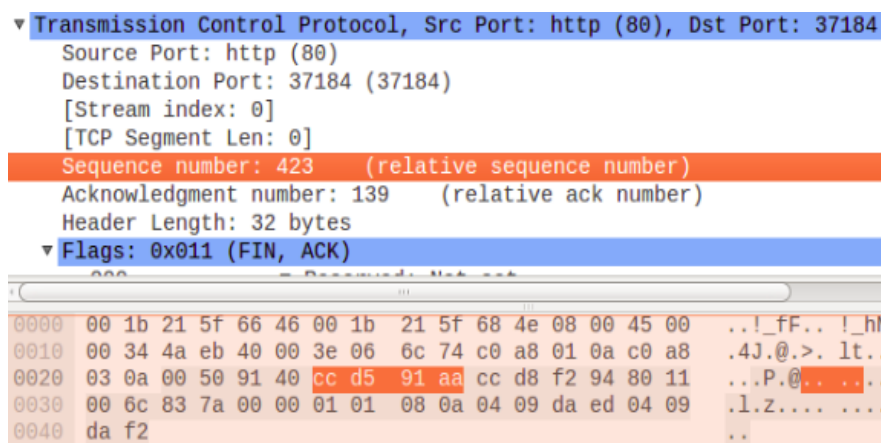 Transmission Control Protocol, Src Port: http (80), Dst Port: 37184
Source Port: http (80)
Destination Port: 37184 (37184)
[Stream index: 0]
[TCP Segment Len: 0]
Sequence number: 423 (relative sequence number)
Acknowledgment number: 139 (relative ack number)
Header Length: 32 bytes
Flags: 0x011 (FIN, ACK)
0000 00 1b 21 5f 66 46 00 1b 21 5f 68 4e 08 00 45 00 ..!_fF.. !_hN
0010 00 34 4a eb 40 00 3e 06 6c 74 c0 a8 01 0a c0 a8 .4J.@.>. lt..
0020 03 0a 00 50 91 40 cc d5 91 aa cc d8 f2 94 80 11 ...P.@.. ...
0030 00 6c 83 7a 00 00 01 01 08 0a 04 09 da ed 04 09 .l.z.... ....
0040 da f2 ..